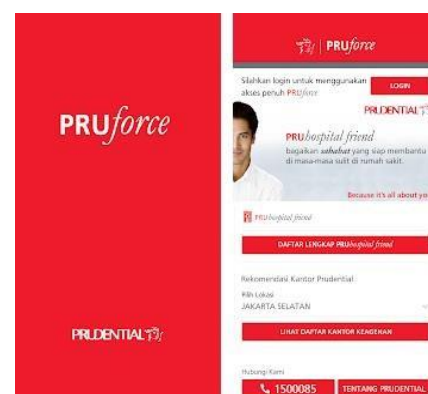 PRUforce
PRUDENTIAL
PRUforce
Silahkan login untuk menggunakan
akses penuh PRUforce
LOGIN
PRUDENTIAL
PRUhospital friend
bagaikan sahabat yang siap membantu
di masa-masa sulit di rumah sakit.
Because it's all about you
PRUhospital friend
DAFTAR LENGKAP PRUhospital friend
Rekomendasi Kantor Prudential
Pilih Lokasi
JAKARTA SELATAN
LIHAT DAFTAR KANTOR KEAGENAN
Hubungi Kami
1500085
TENTANG PRUDENTIAL